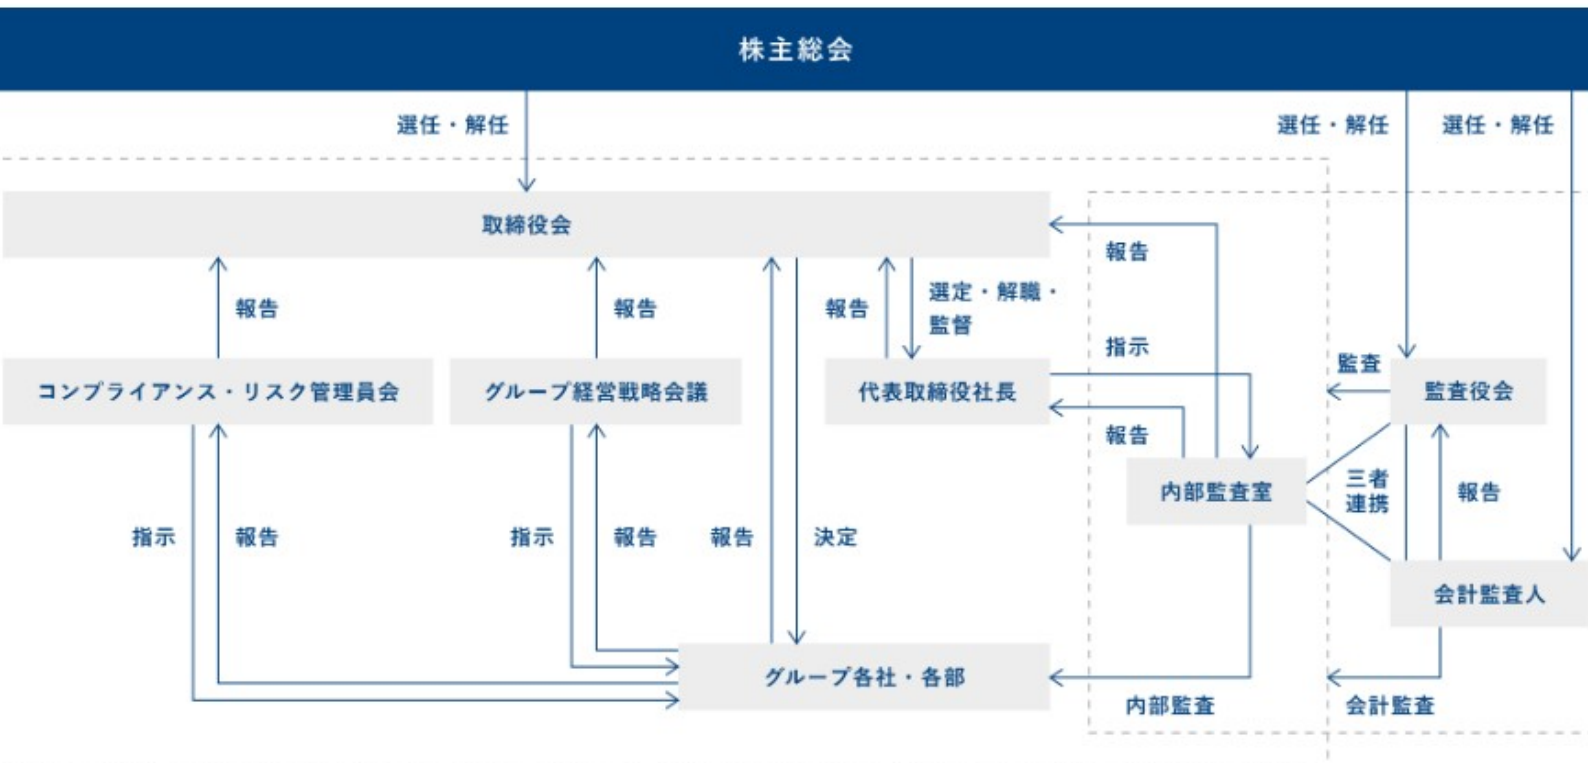 株主総会
選任・解任
選任・解任
選任・解任
取締役会
報告
報告
報告
報告
選定・解職・
監督
指示
監査
コンプライアンス・リスク管理員会
グループ経営戦略会議
代表取締役社長
監査役会
報告
内部監査室
三者
連携
報告
指示
報告
指示
報告
報告
決定
会計監査人
グループ各社・各部
内部監査
会計監査